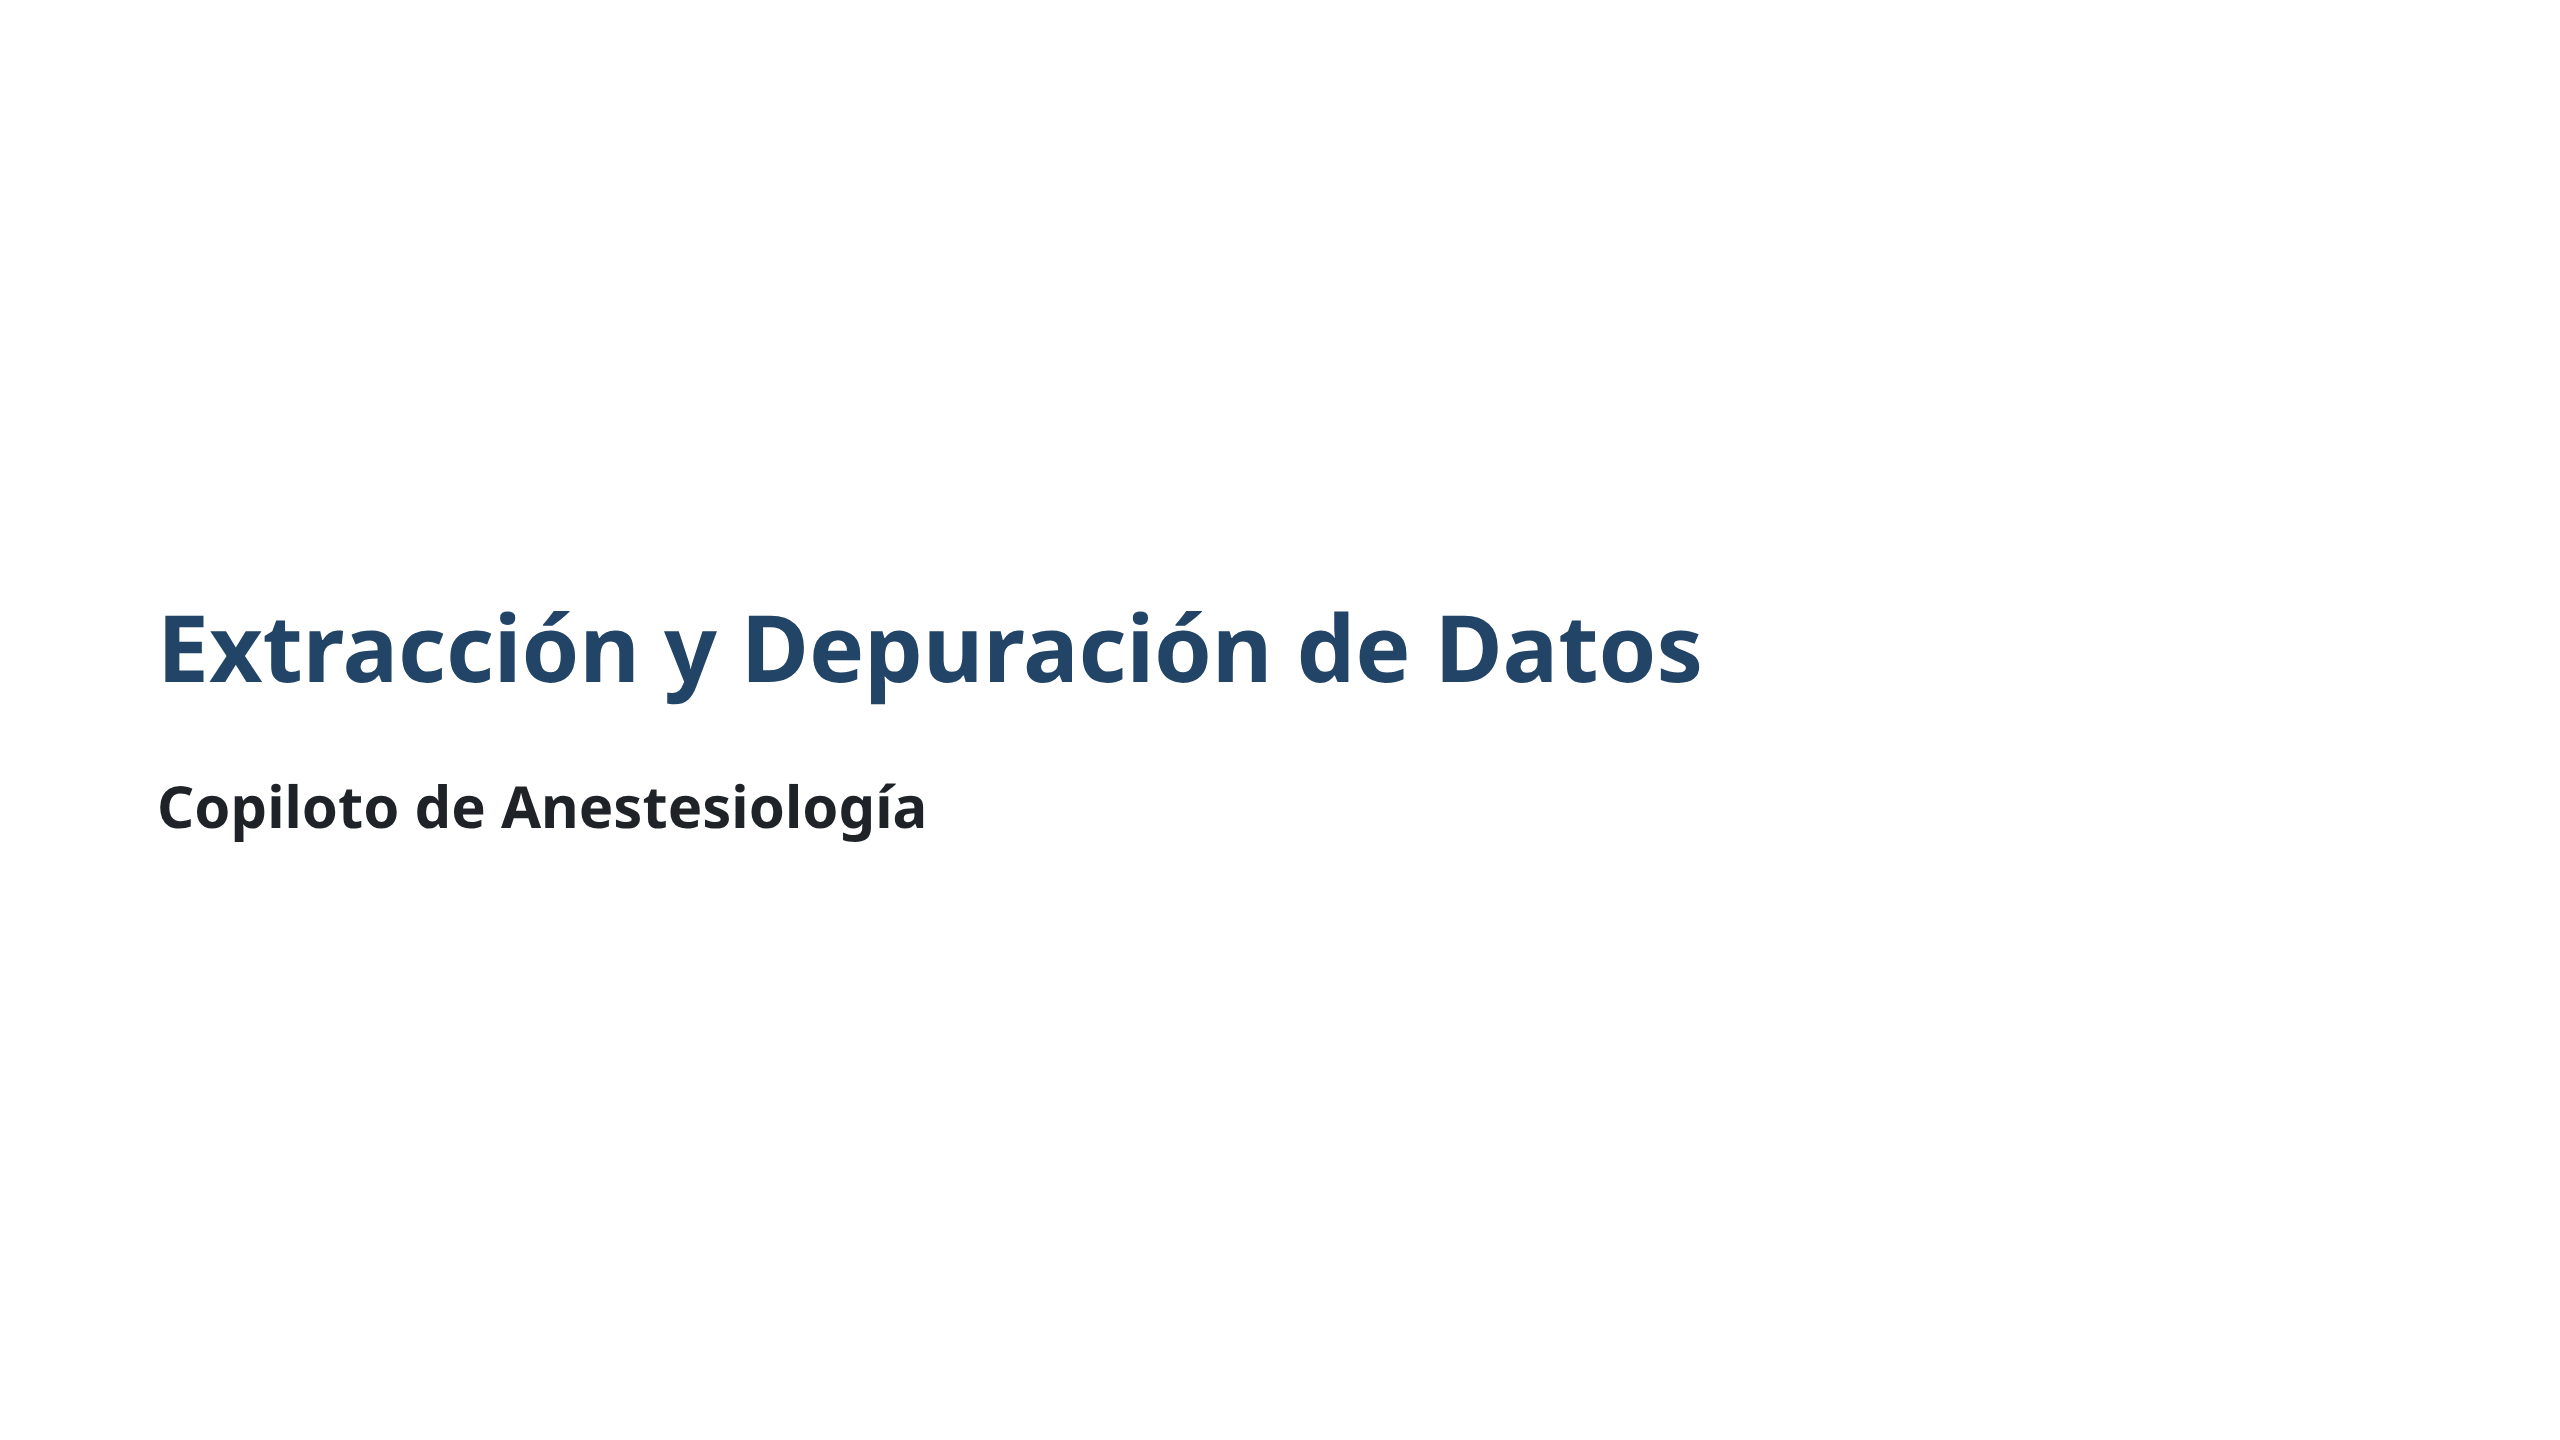 Extracción y Depuración de Datos
Copiloto de Anestesiología